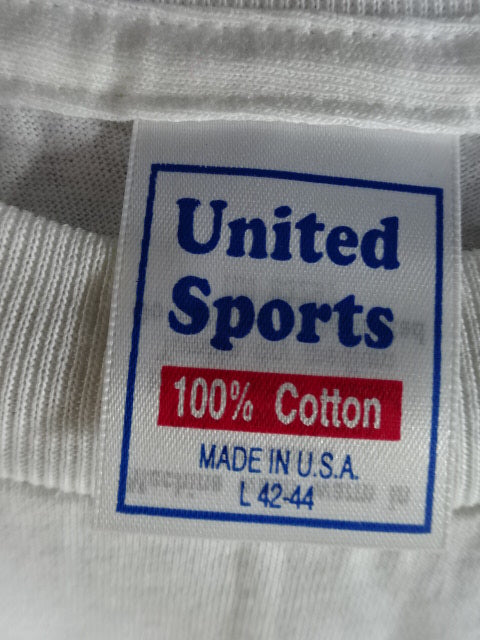 United
Sports
100% Cotton
MADE IN U.S.A.
L 42-44